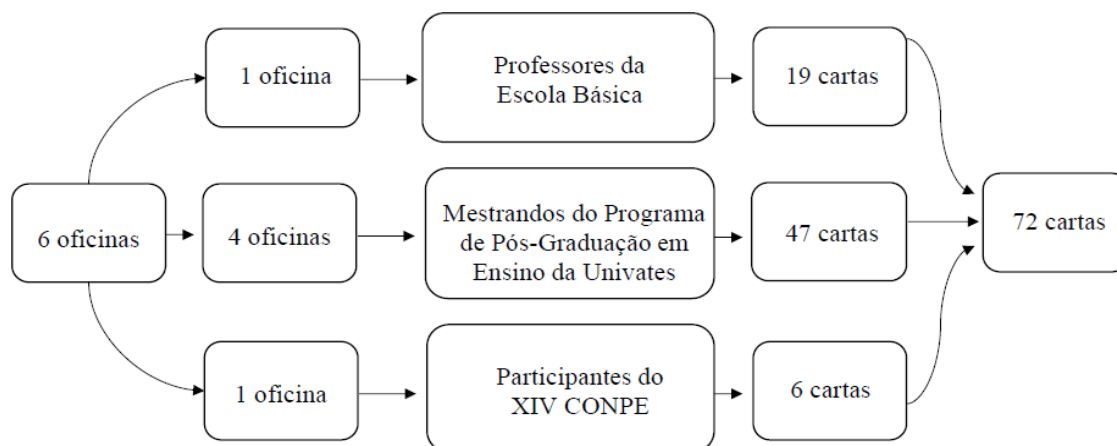 6 oficinas
1 oficina
Professores da
Escola Básica
19 cartas
4 oficinas
Mestrandos do Programa
de Pós-Graduação em
Ensino da Univates
47 cartas
1 oficina
Participantes do
XIV CONPE
6 cartas
72 cartas